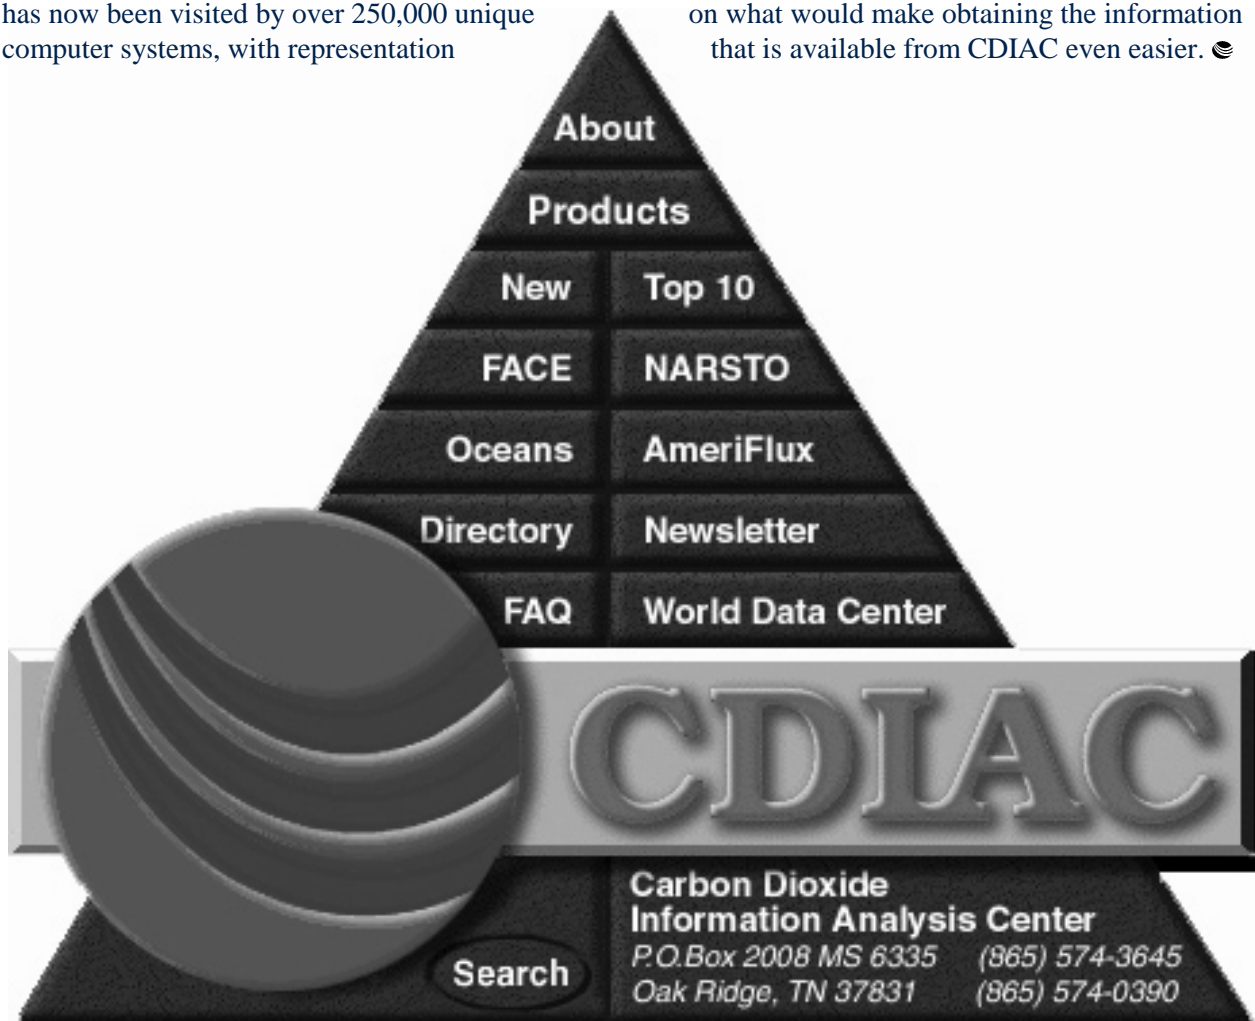 has now been visited by over 250,000 unique
computer systems, with representation
on what would make obtaining the information
that is available from CDIAC even easier.
About
Products
New Top 10
FACE NARSTO
Oceans AmeriFlux
Directory Newsletter
FAQ World Data Center
CDIAC
Carbon Dioxide
Information Analysis Center
P.O.Box 2008 MS 6335 (865) 574-3645
Oak Ridge, TN 37831 (865) 574-0390
Search